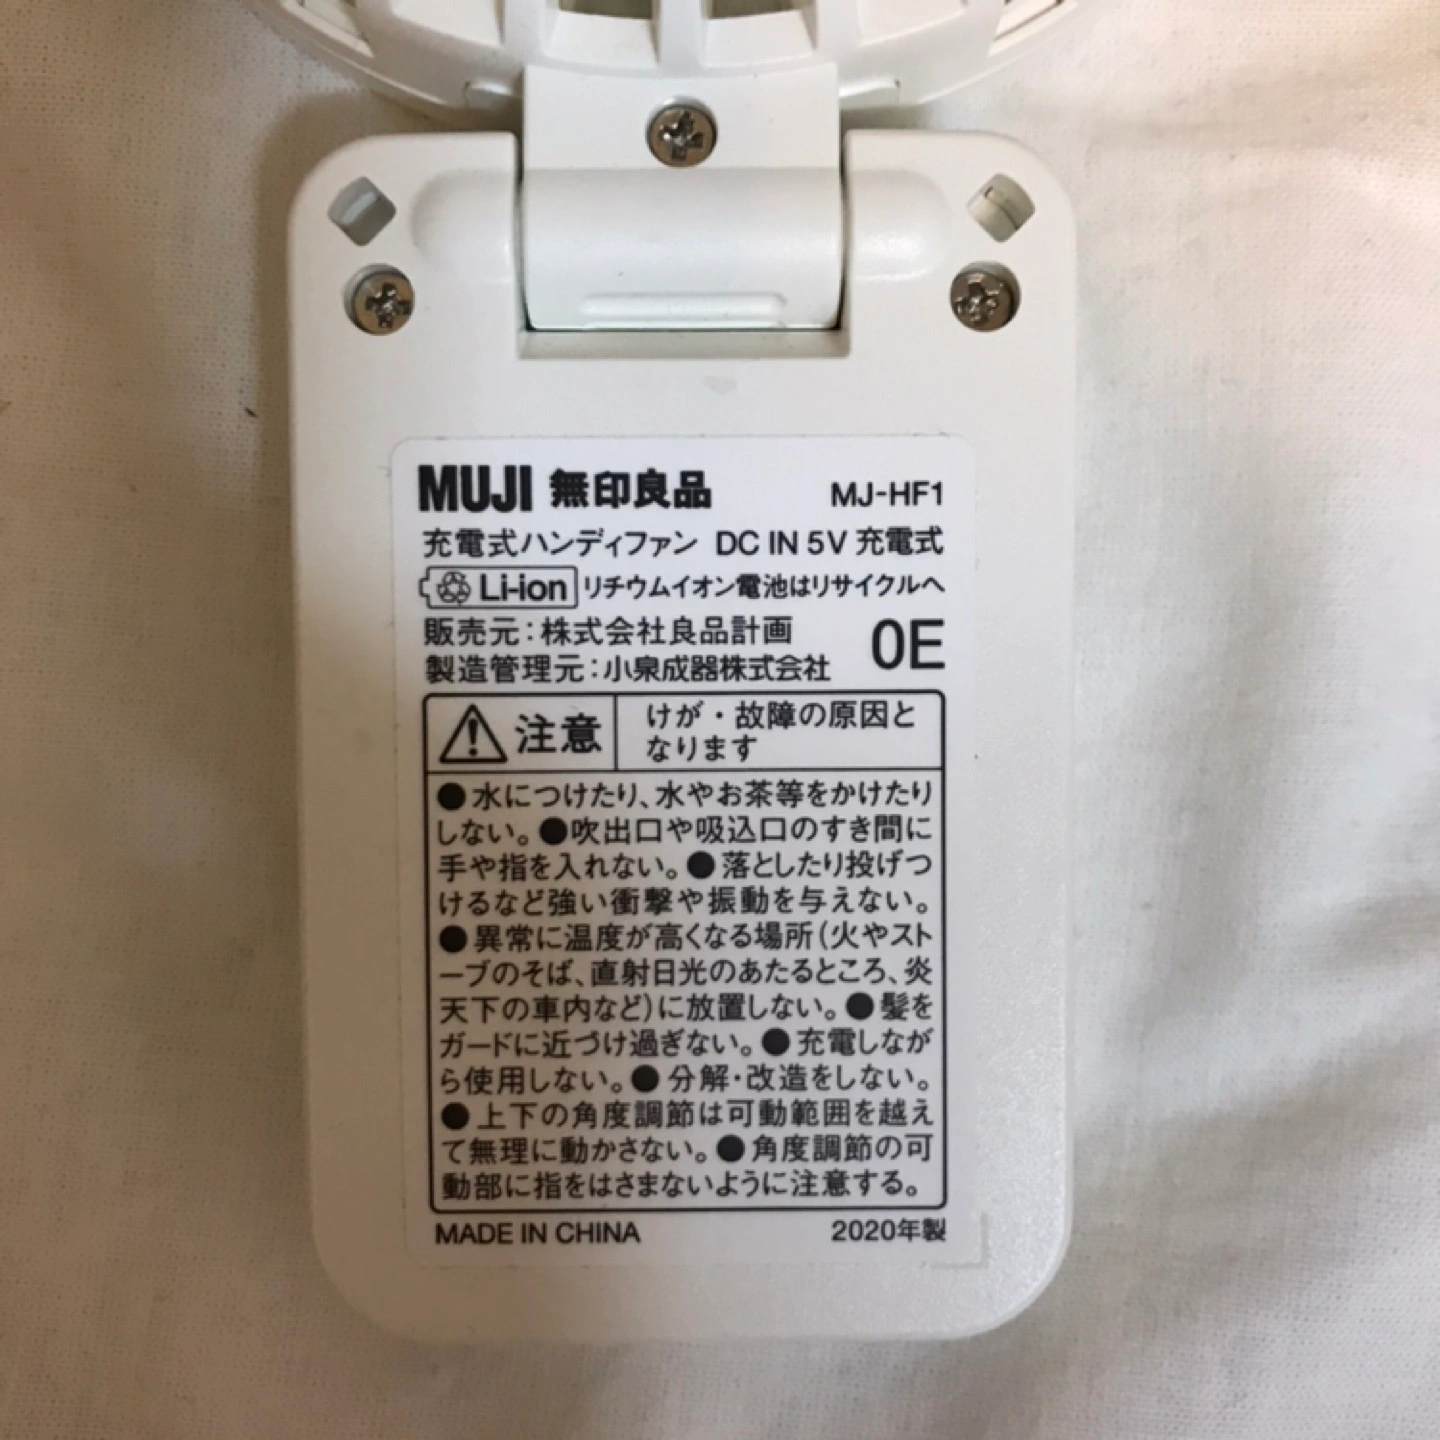 MUJI 無印良品 MJ-HF1
充電式ハンディファン DC IN 5V 充電式
Li-ion リチウムイオン電池はリサイクルへ
販売元:株式会社良品計画 0E
製造管理元:小泉成器株式会社
注意 けが・故障の原因と
なります
●水につけたり、水やお茶等をかけたり
しない。●吹出口や吸込口のすき間に
手や指を入れない。●落としたり投げつ
けるなど強い衝撃や振動を与えない。
●異常に温度が高くなる場所(火やスト
ーブのそば、直射日光のあたるところ、炎
天下の車内など)に放置しない。●髪を
ガードに近づけ過ぎない。●充電しなが
ら使用しない。●分解・改造をしない。
●上下の角度調節は可動範囲を越え
て無理に動かさない。●角度調節の可
動部に指をはさまないように注意する。
MADE IN CHINA 2020年製